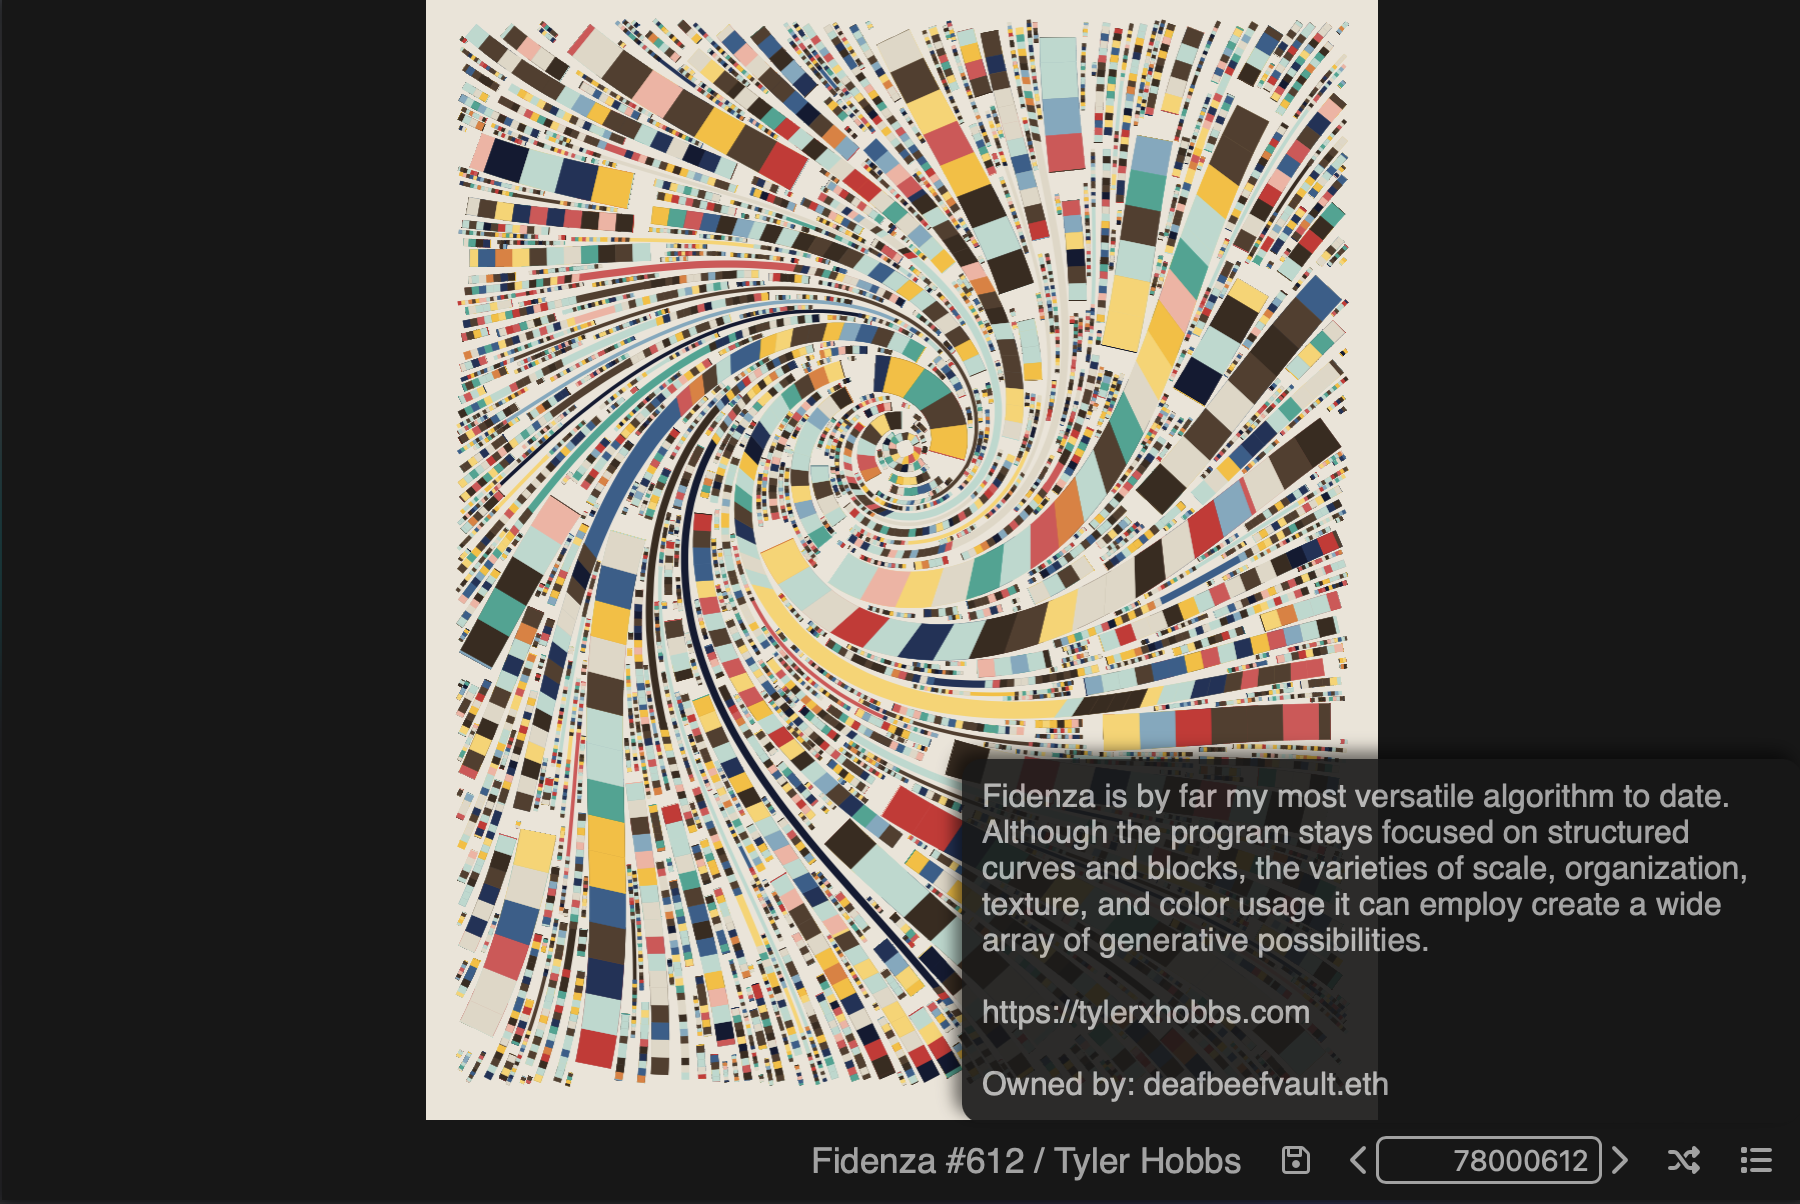 Fidenza is by far my most versatile algorithm to date.
Although the program stays focused on structured
curves and blocks, the varieties of scale, organization,
texture, and color usage it can employ create a wide
array of generative possibilities.
https://tylerxhobbs.com
Owned by: deafbeefvault.eth
Fidenza #612 / Tyler Hobbs
78000612